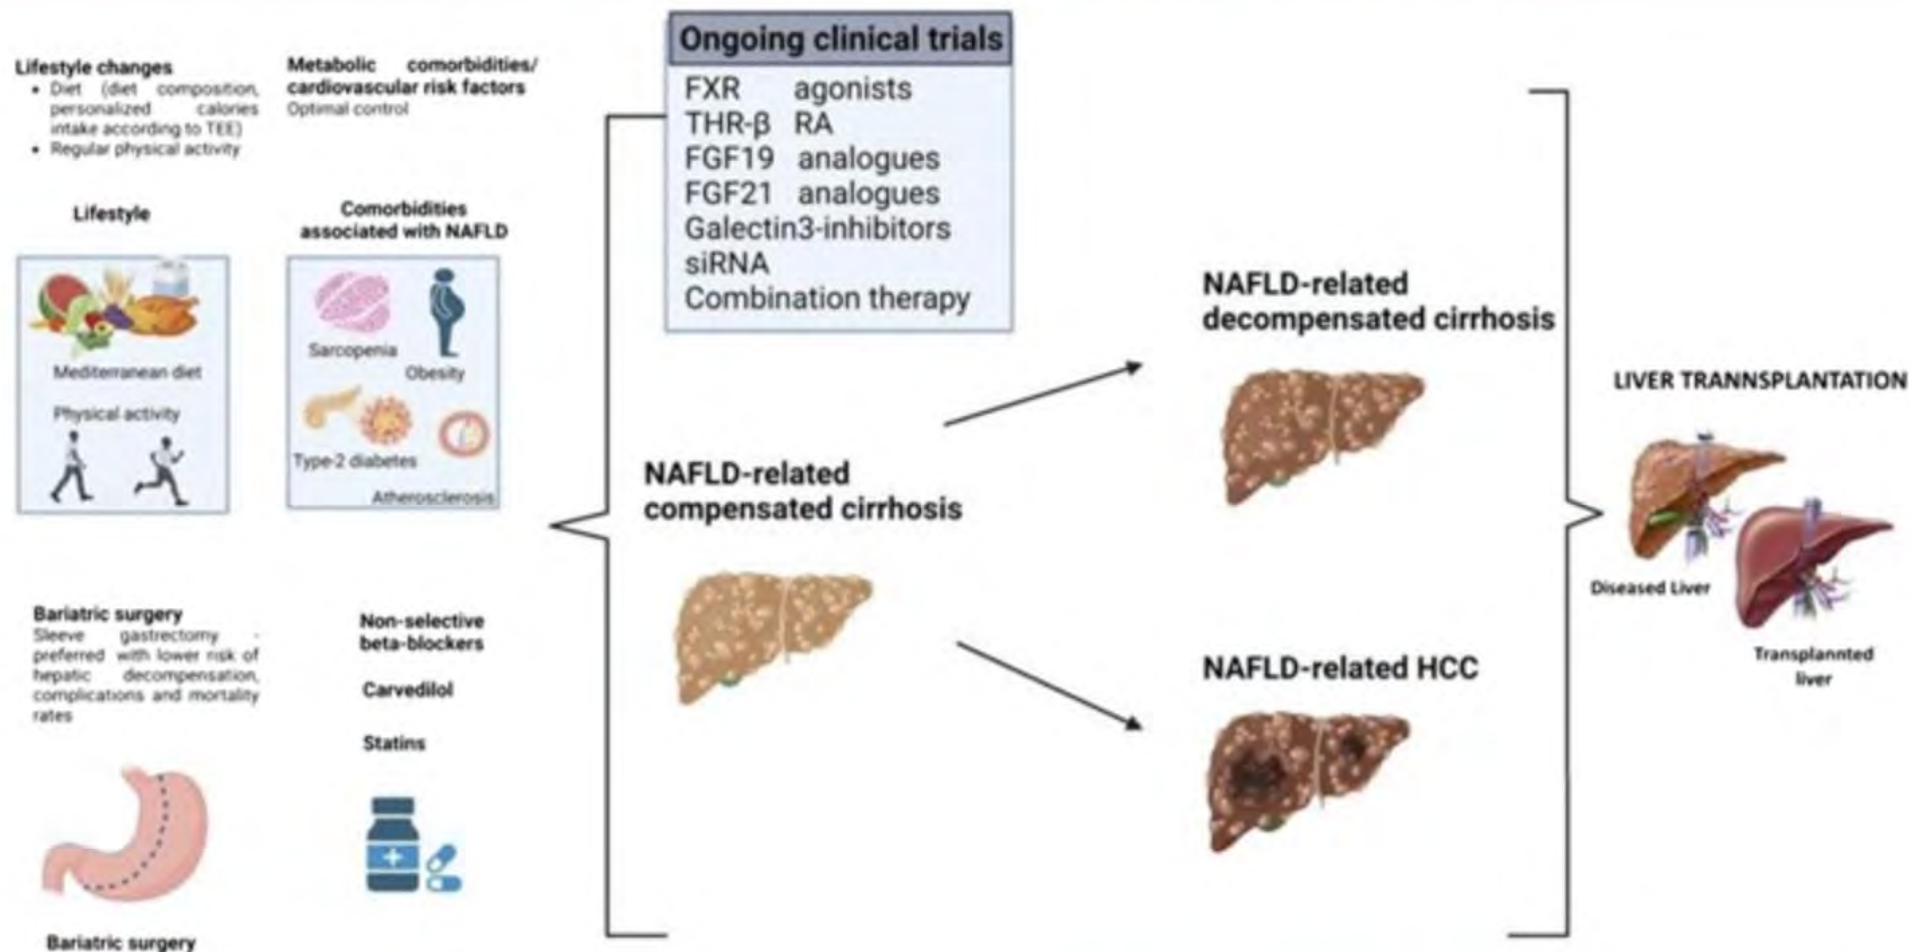 Lifestyle changes
• Diet (diet composition,
personalized calories
intake according to TEE)
• Regular physical activity
Metabolic comorbidities/
cardiovascular risk factors
Optimal control
Lifestyle
Mediterranean diet
Physical activity
Comorbidities
associated with NAFLD
Sarcopenia
Obesity
Type-2 diabetes
Atherosclerosis
Bariatric surgery
Sleeve gastrectomy -
preferred with lower risk of
hepatic decompensation,
complications and mortality
rates
Bariatric surgery
Non-selective
beta-blockers
Carvedilol
Statins
Ongoing clinical trials
FXR agonists
THR-β RA
FGF19 analogues
FGF21 analogues
Galectin3-inhibitors
siRNA
Combination therapy
NAFLD-related
compensated cirrhosis
NAFLD-related
decompensated cirrhosis
NAFLD-related HCC
LIVER TRANNSPLANTATION
Diseased Liver
Transplannted
liver